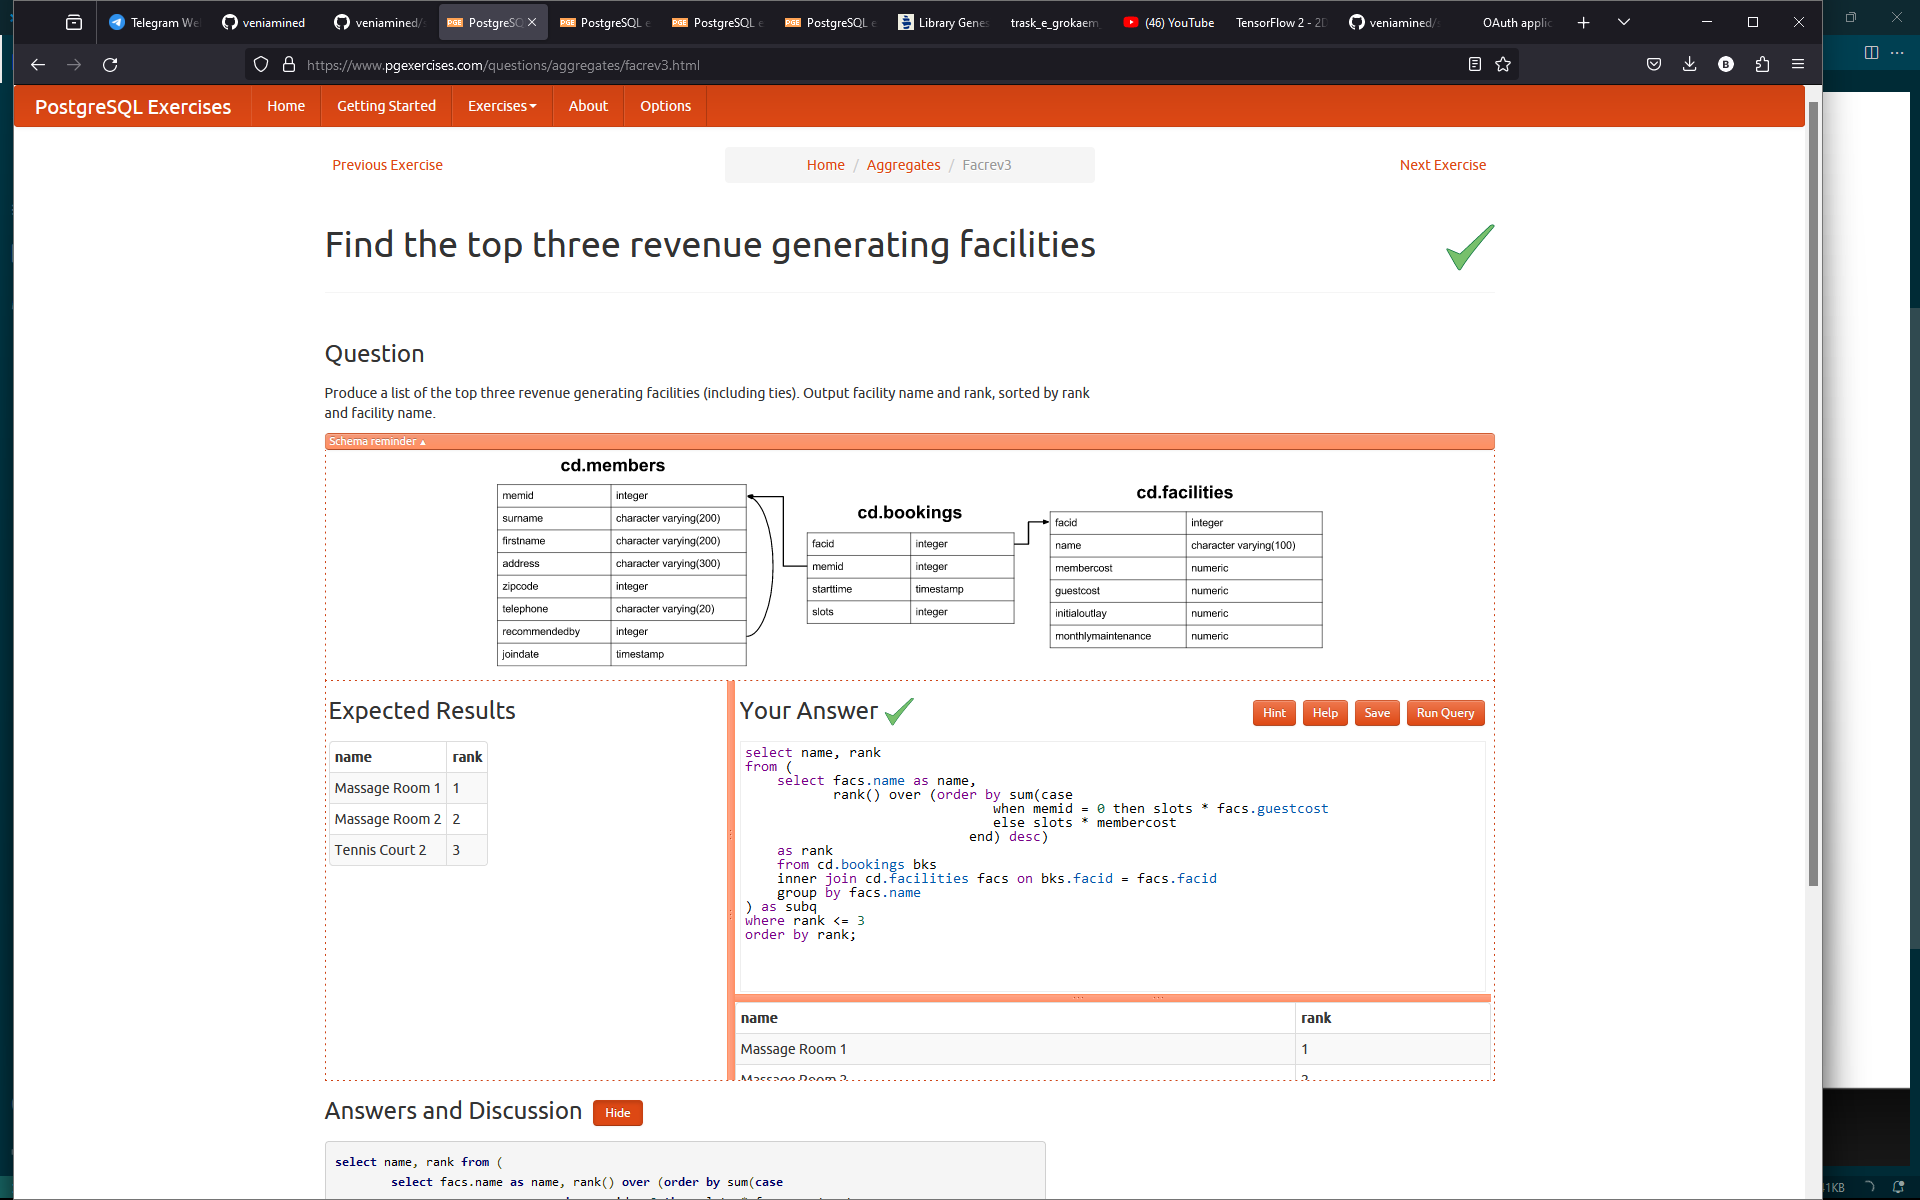 Telegram We
veniamined
veniamined/s
PostgreSQ
PostgreSQL e
PostgreSQL e
PostgreSQL e
Library Genes
trask_e_grokaem_
(46) YouTube
TensorFlow 2 - 2D
veniamined/s
OAuth applic
https://www.pgexercises.com/questions/aggregates/facrev3.html
PostgreSQL Exercises
Home
Getting Started
Exercises
About
Options
Previous Exercise
Home / Aggregates / Facrev3
Next Exercise
Find the top three revenue generating facilities
Question
Produce a list of the top three revenue generating facilities (including ties). Output facility name and rank, sorted by rank
and facility name.
Schema reminder
cd.members
memid integer
surname character varying(200)
firstname character varying(200)
address character varying(300)
zipcode integer
telephone character varying(20)
recommendedby integer
joindate timestamp
cd.bookings
facid integer
memid integer
starttime timestamp
slots integer
cd.facilities
facid integer
name character varying(100)
membercost numeric
guestcost numeric
initialoutlay numeric
monthlymaintenance numeric
Expected Results
name rank
Massage Room 1 1
Massage Room 2 2
Tennis Court 2 3
Your Answer
Hint
Help
Save
Run Query
select name, rank
from (
    select facs.name as name,
           rank() over (order by sum(case
                               when memid = 0 then slots * facs.guestcost
                               else slots * membercost
                            end) desc)
    as rank
    from cd.bookings bks
    inner join cd.facilities facs on bks.facid = facs.facid
    group by facs.name
) as subq
where rank <= 3
order by rank;
name rank
Massage Room 1 1
Massage Room 2 2
Answers and Discussion
Hide
select name, rank from (
        select facs.name as name, rank() over (order by sum(case